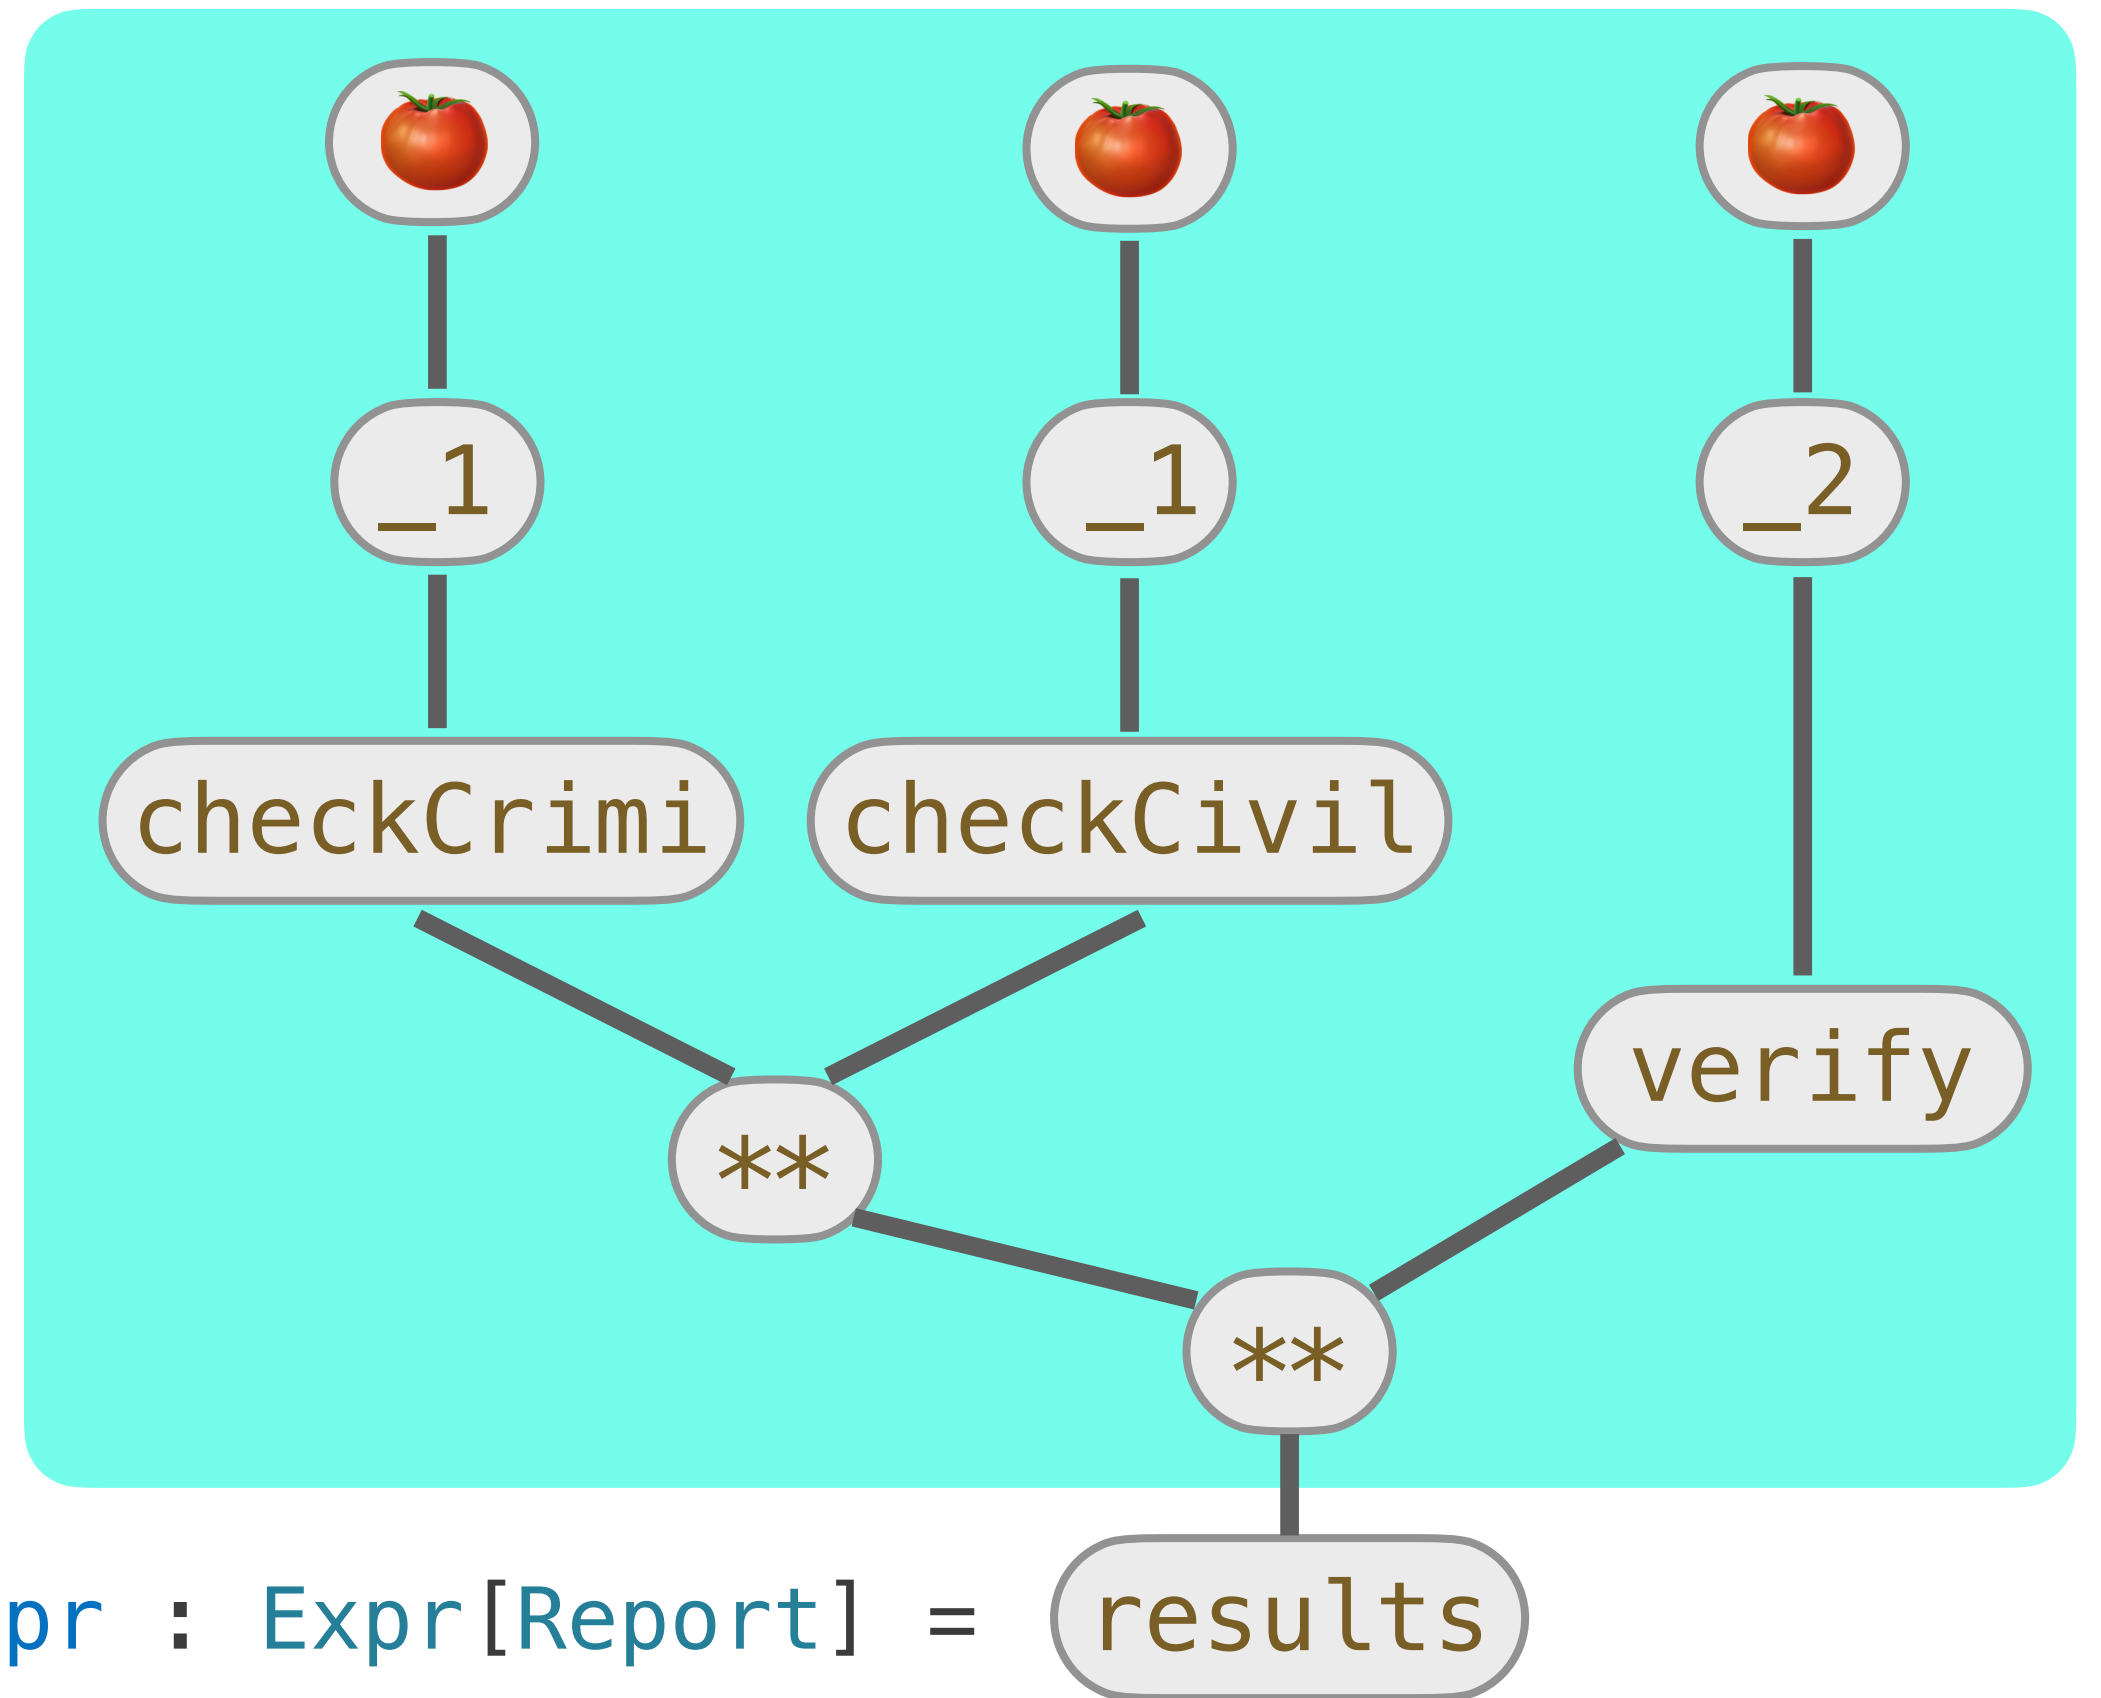 _1 _1 _2
checkCrimi checkCivil
verify
**
**
pr : Expr[Report] = results